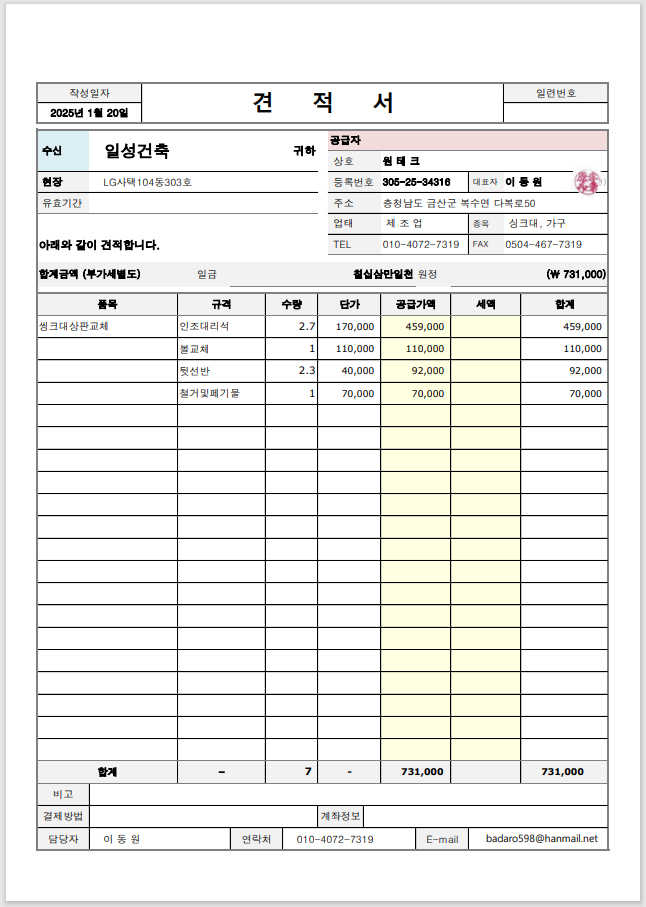 작성일자 견 적 서 일련번호
2025년 1월 20일
수신 일성건축 귀하 공급자
상호 원 테 크
현장 LG사택104동303호 등록번호 305-25-34316 대표자 이 동 원
유효기간 주소 충청남도 금산군 복수면 다복로50
업태 제 조 업 종목 싱크대, 가구
아래와 같이 견적합니다. TEL 010-4072-7319 FAX 0504-467-7319
합계금액 (부가세별도) 일금 칠십삼만일천 원정 (₩ 731,000)
품목 규격 수량 단가 공급가액 세액 합계
씽크대상판교체 인조대리석 2.7 170,000 459,000 459,000
볼교체 1 110,000 110,000 110,000
뒷선반 2.3 40,000 92,000 92,000
철거및폐기물 1 70,000 70,000 70,000
합계 – 7 - 731,000 731,000
비고
결제방법 계좌정보
담당자 이 동 원 연락처 010-4072-7319 E-mail badaro598@hanmail.net